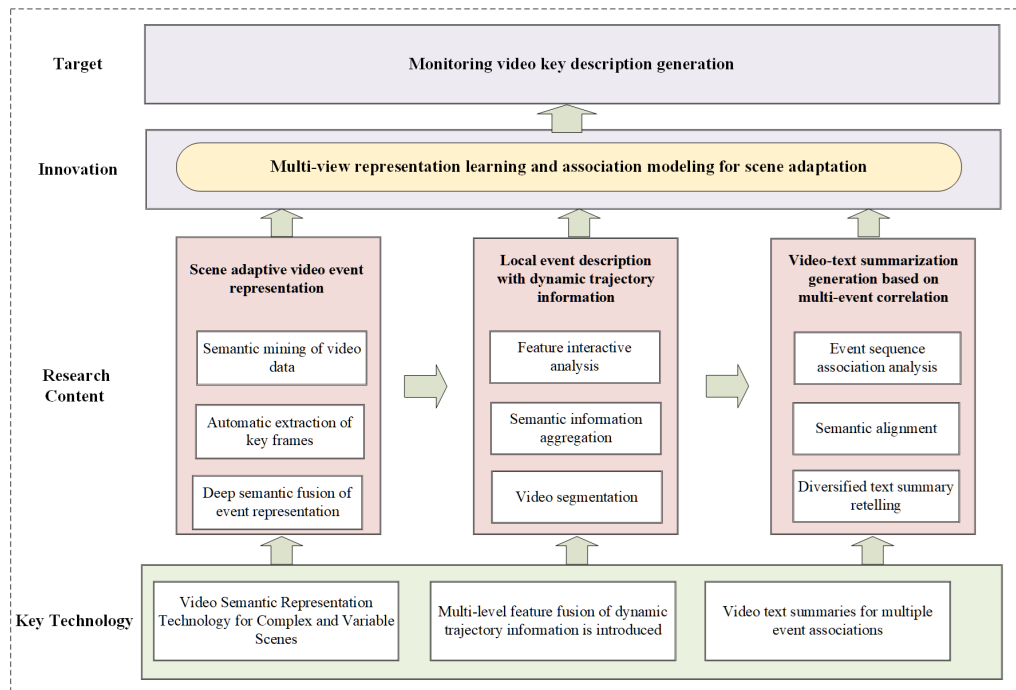 Target
Monitoring video key description generation
Innovation
Multi-view representation learning and association modeling for scene adaptation
Research
Content
Scene adaptive video event
representation
Semantic mining of video
data
Automatic extraction of
key frames
Deep semantic fusion of
event representation
Local event description
with dynamic trajectory
information
Feature interactive
analysis
Semantic information
aggregation
Video segmentation
Video-text summarization
generation based on
multi-event correlation
Event sequence
association analysis
Semantic alignment
Diversified text summary
retelling
Key Technology
Video Semantic Representation
Technology for Complex and Variable
Scenes
Multi-level feature fusion of dynamic
trajectory information is introduced
Video text summaries for multiple
event associations